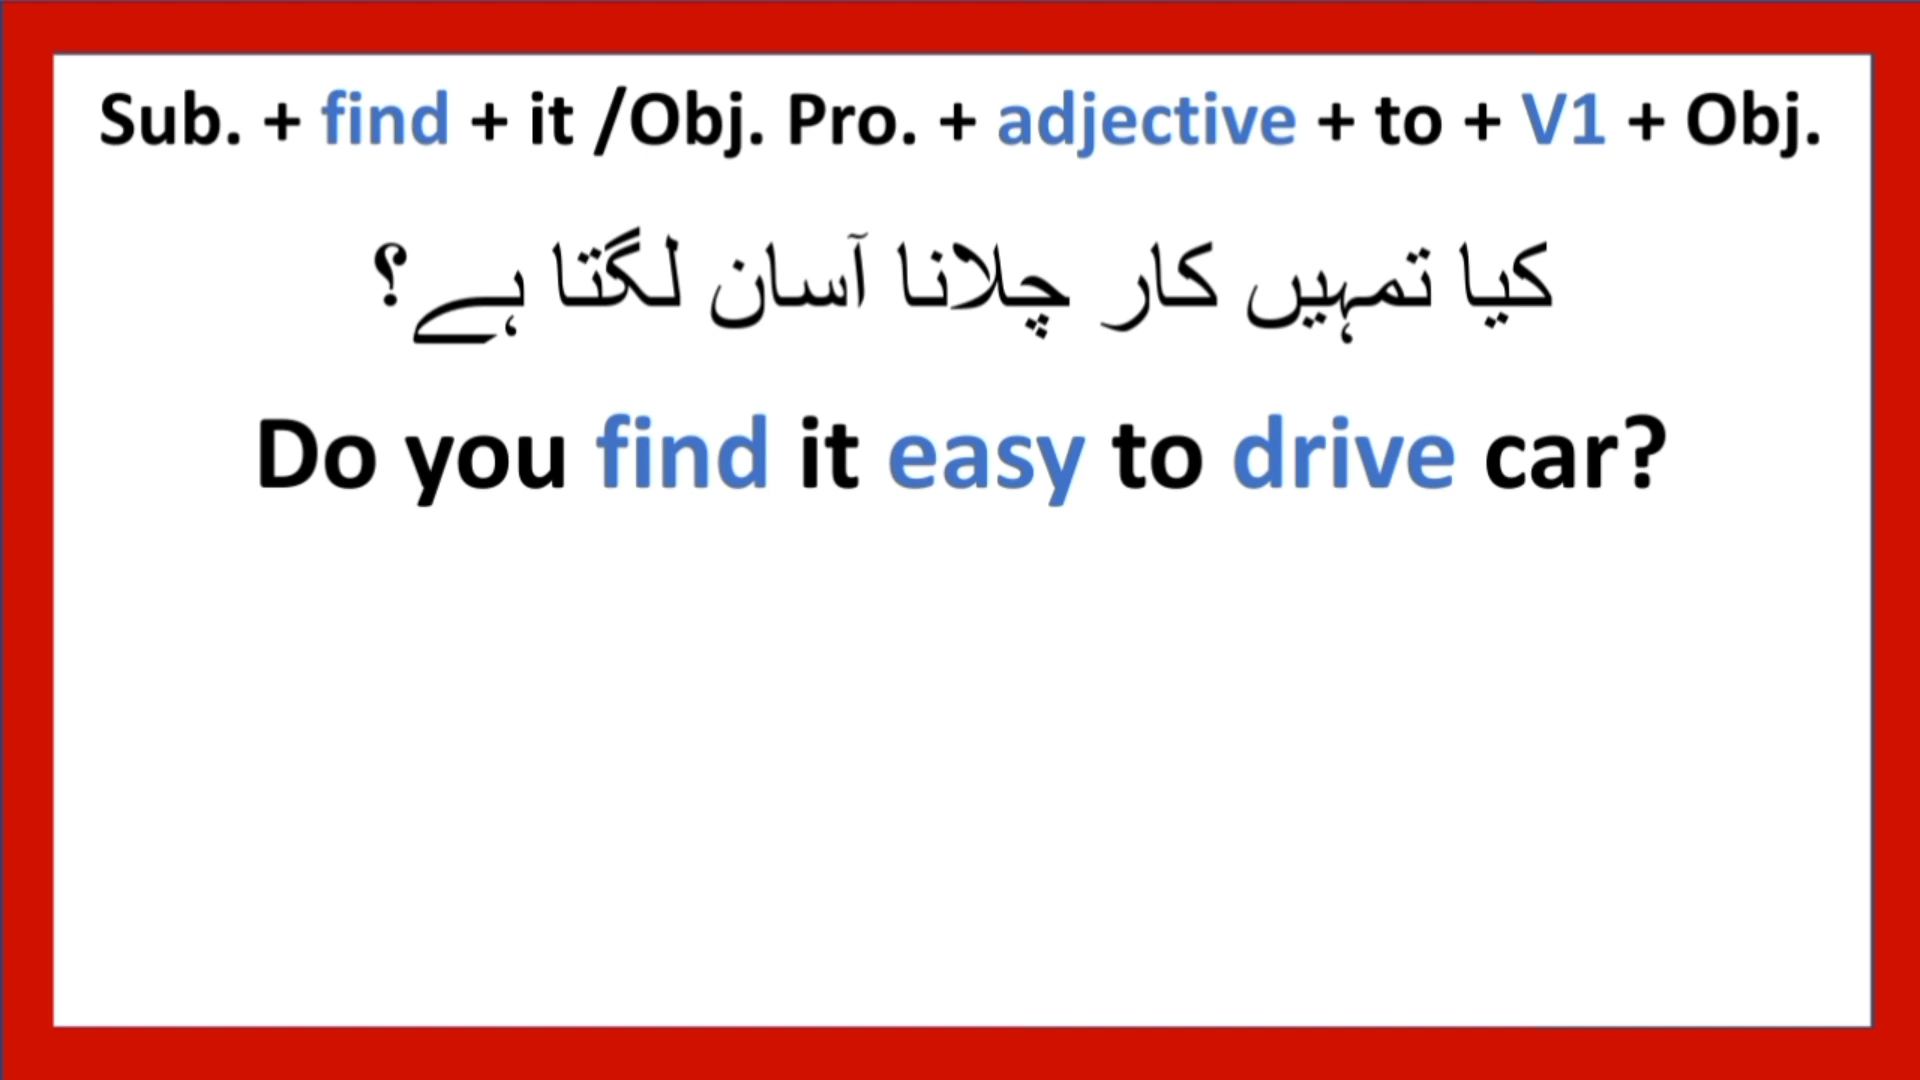 Sub. + find + it /Obj. Pro. + adjective + to + V1 + Obj.
کیا تمہیں کار چلانا آسان لگتا ہے؟
Do you find it easy to drive car?